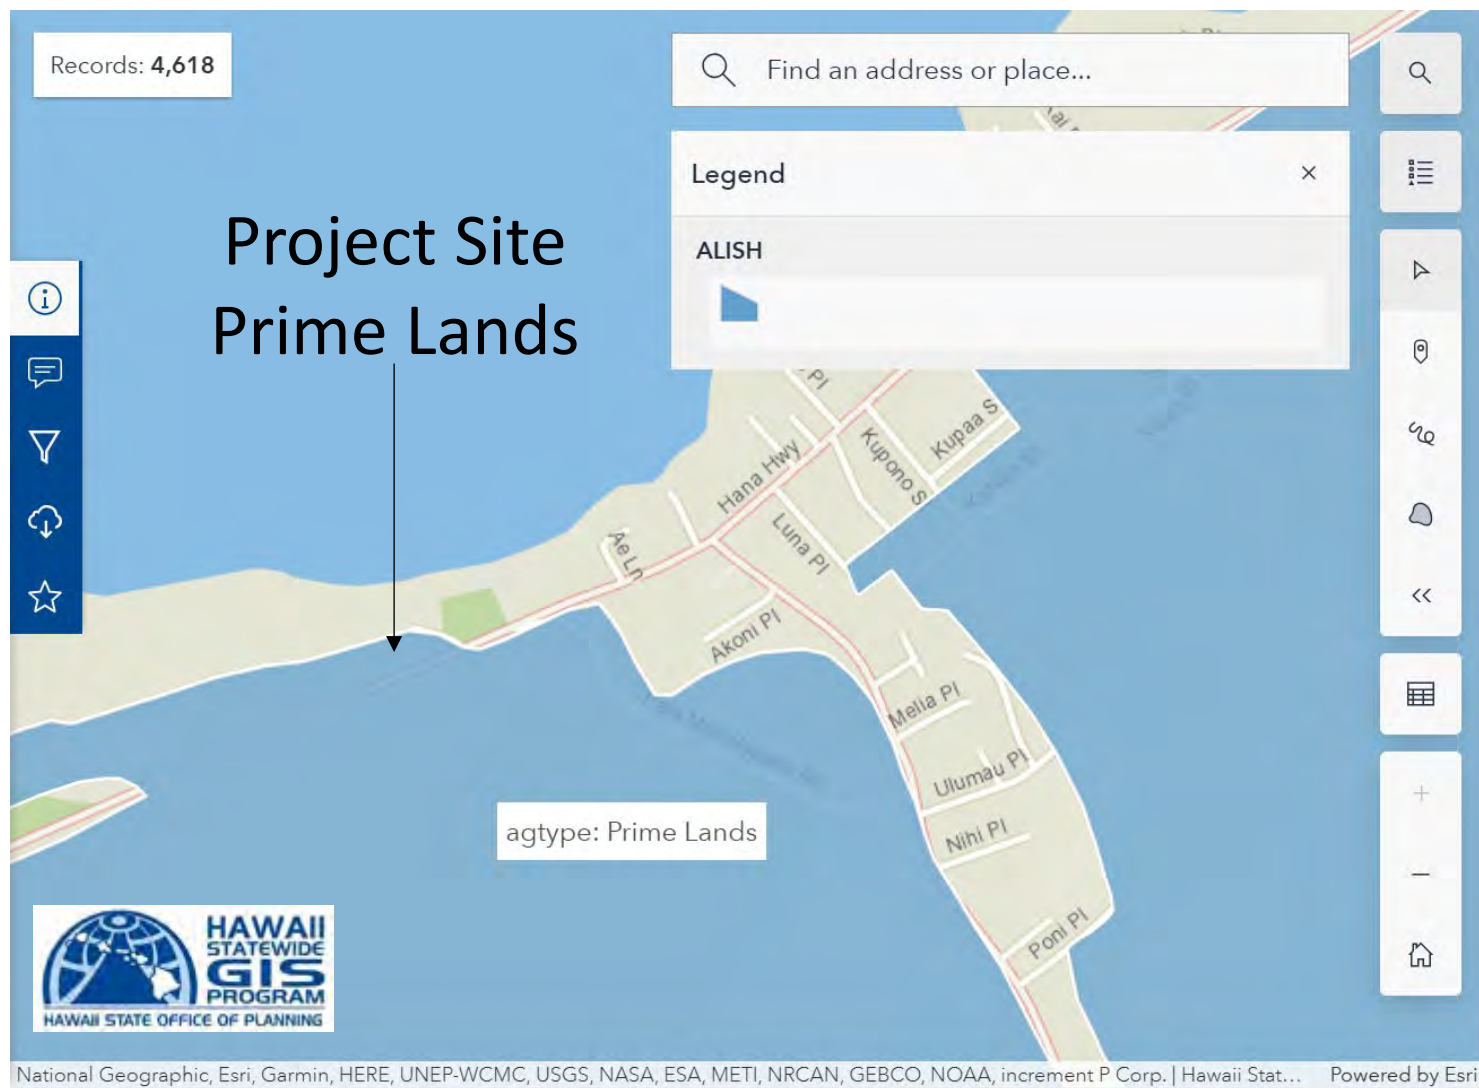 Records: 4,618
Find an address or place...
Legend
ALISH
Project Site
Prime Lands
Pl
Hana Hwy
Kupono S
Kupaa S
Luna Pl
Ae Ln
Akoni Pl
Melia Pl
Ulumau Pl
Nihi Pl
Poni Pl
agtype: Prime Lands
HAWAII
STATEWIDE
GIS
PROGRAM
HAWAII STATE OFFICE OF PLANNING
National Geographic, Esri, Garmin, HERE, UNEP-WCMC, USGS, NASA, ESA, METI, NRCAN, GEBCO, NOAA, increment P Corp. | Hawaii Stat... Powered by Esri